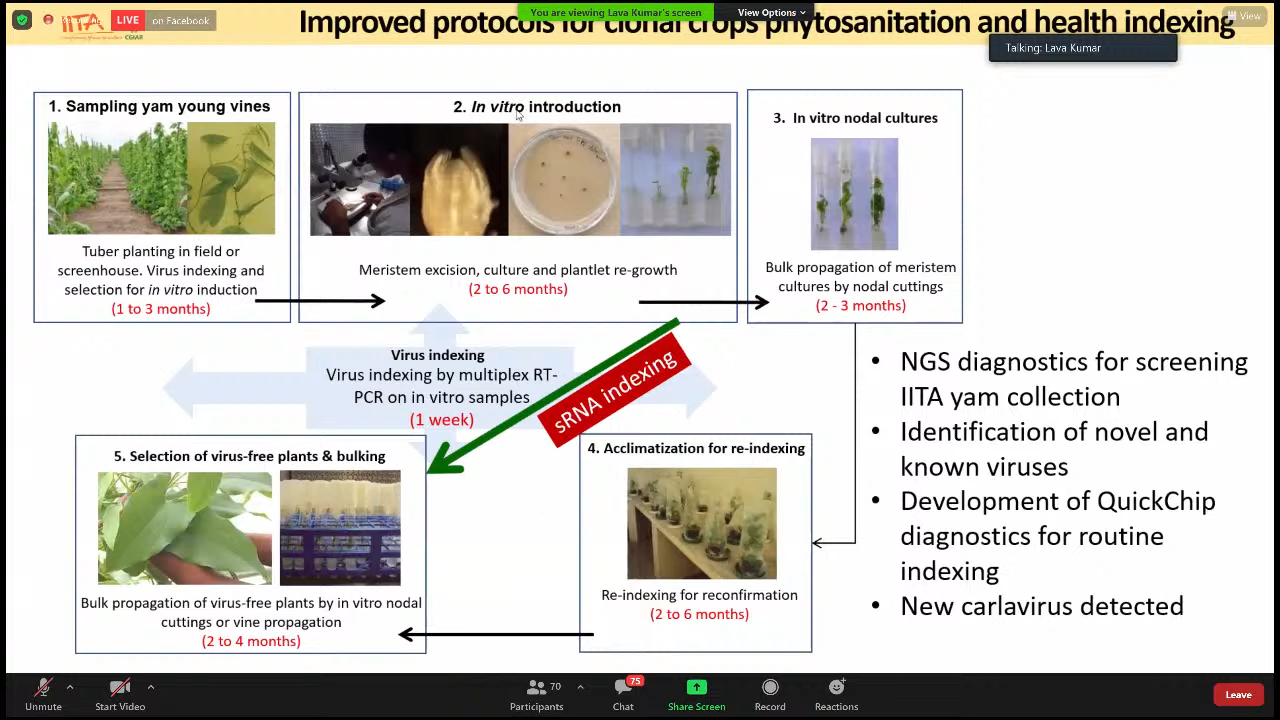 Improved protocols for clonal crops phytosanitation and health indexing
IITA
CGIAR
LIVE
on Facebook
You are viewing Lava Kumar's screen
View Options
View
Talking: Lava Kumar
1. Sampling yam young vines
Tuber planting in field or
screenhouse. Virus indexing and
selection for in vitro induction
(1 to 3 months)
2. In vitro introduction
Meristem excision, culture and plantlet re-growth
(2 to 6 months)
3. In vitro nodal cultures
Bulk propagation of meristem
cultures by nodal cuttings
(2 - 3 months)
Virus indexing
Virus indexing by multiplex RT-
PCR on in vitro samples
(1 week)
sRNA indexing
4. Acclimatization for re-indexing
Re-indexing for reconfirmation
(2 to 6 months)
5. Selection of virus-free plants & bulking
Bulk propagation of virus-free plants by in vitro nodal
cuttings or vine propagation
(2 to 4 months)
• NGS diagnostics for screening
IITA yam collection
• Identification of novel and
known viruses
• Development of QuickChip
diagnostics for routine
indexing
• New carlavirus detected
Unmute
Start Video
70
Participants
75
Chat
Share Screen
Record
Reactions
Leave